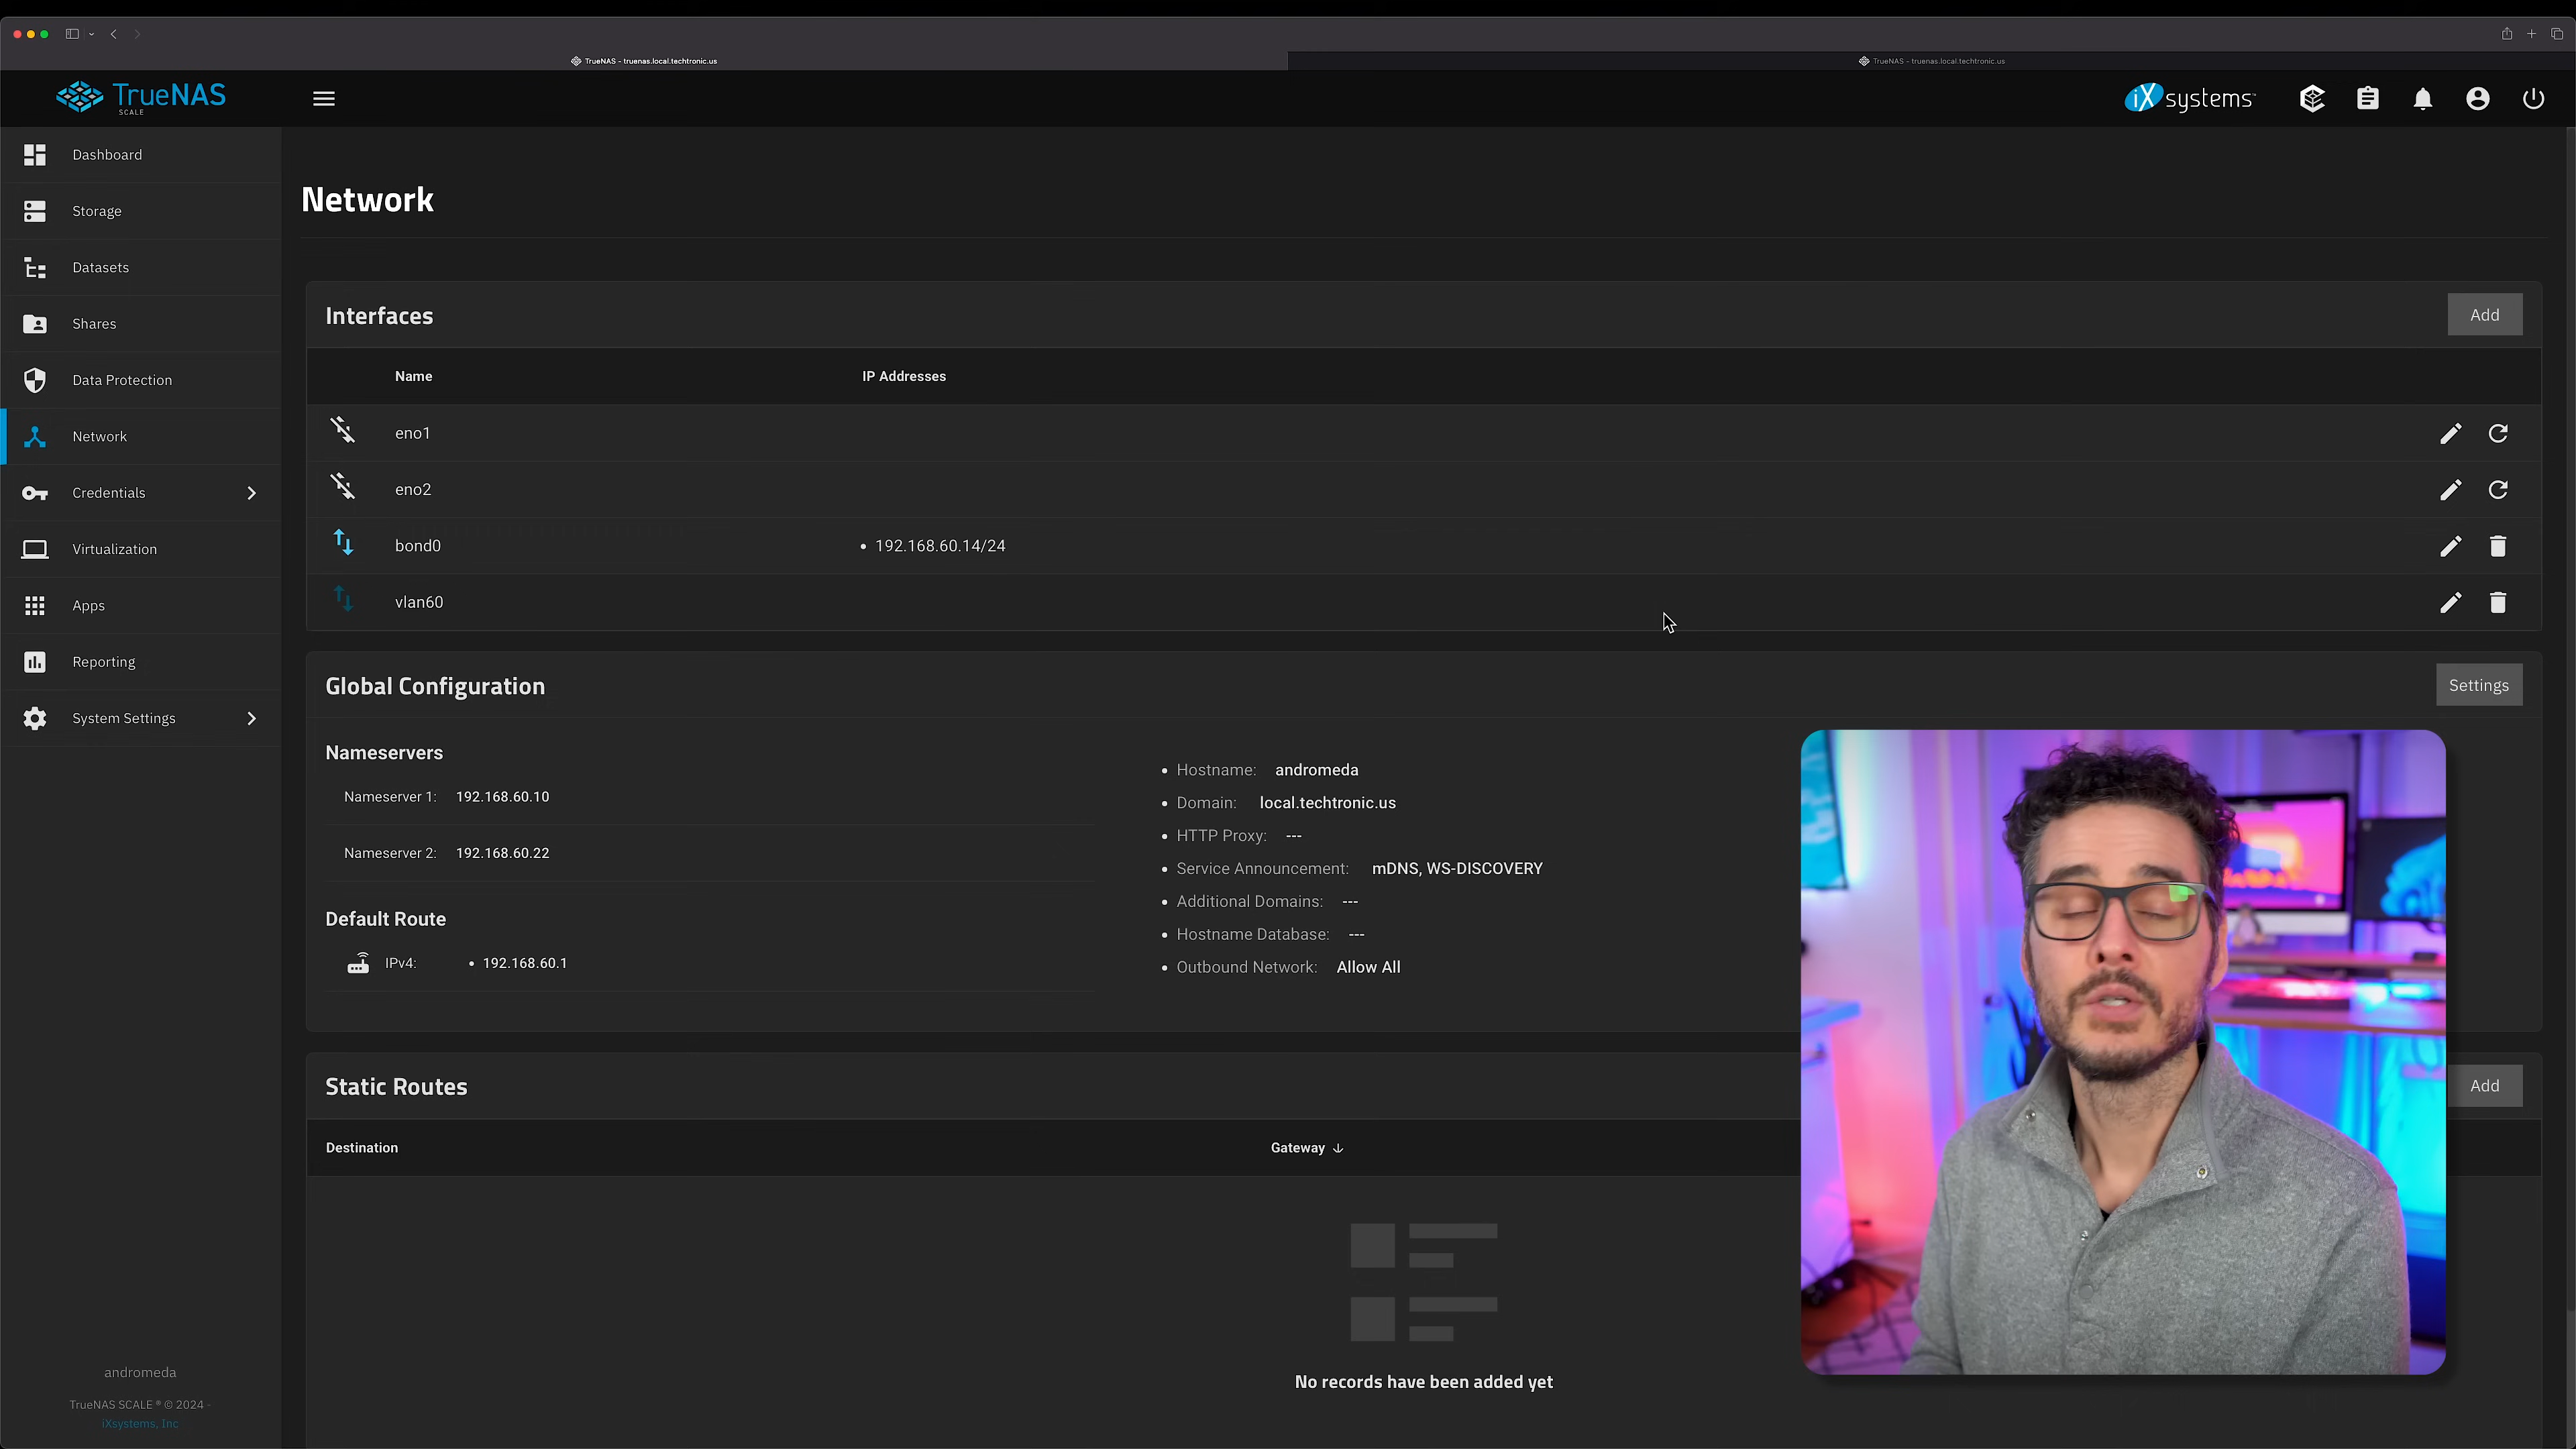 TrueNAS - truenas.local.techtronic.us
TrueNAS - truenas.local.techtronic.us
TrueNAS
SCALE
iXsystems
Dashboard
Storage
Datasets
Shares
Data Protection
Network
Credentials
Virtualization
Apps
Reporting
System Settings
andromeda
TrueNAS SCALE ® © 2024 -
iXsystems, Inc
Network
Interfaces
Add
Name IP Addresses
eno1
eno2
bond0 • 192.168.60.14/24
vlan60
Global Configuration
Settings
Nameservers
Nameserver 1: 192.168.60.10
Nameserver 2: 192.168.60.22
Default Route
IPv4: • 192.168.60.1
• Hostname: andromeda
• Domain: local.techtronic.us
• HTTP Proxy: ---
• Service Announcement: mDNS, WS-DISCOVERY
• Additional Domains: ---
• Hostname Database: ---
• Outbound Network: Allow All
Static Routes
Add
Destination Gateway
No records have been added yet